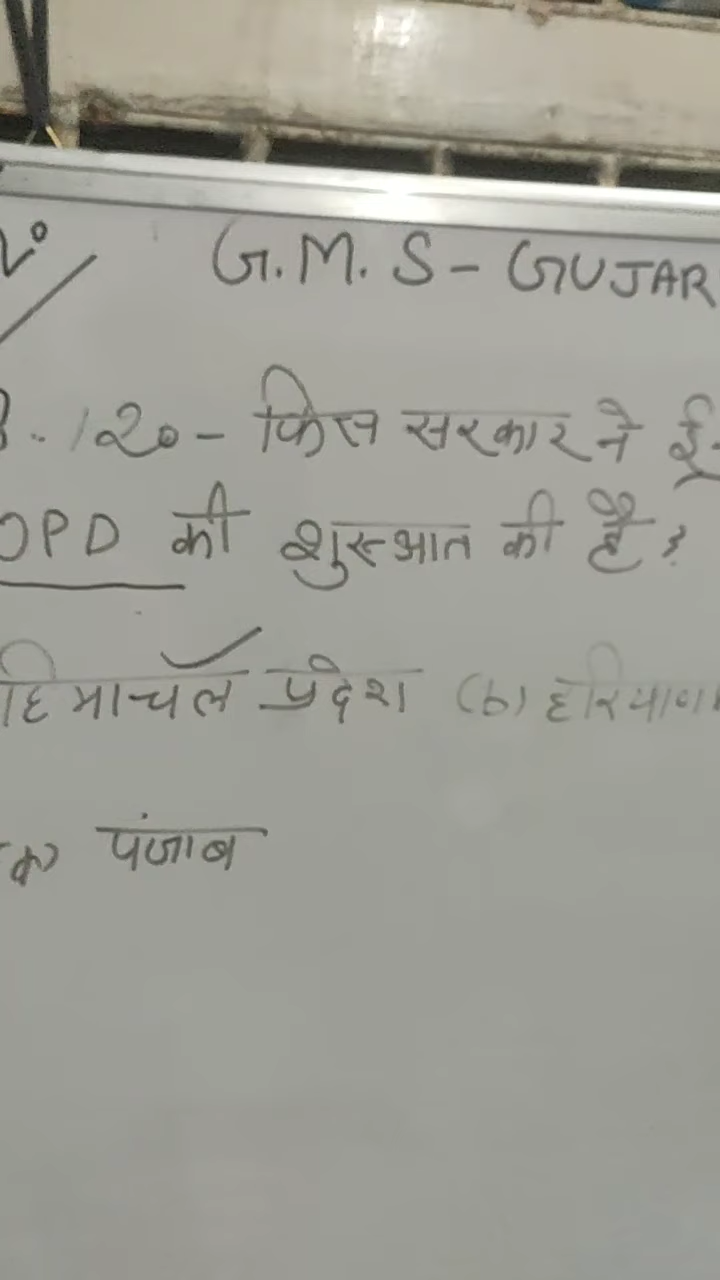 G.M.S - GUJAR
120 - किस सरकार ने ई-
OPD की शुरुआत की है?
हिमाचल प्रदेश (b) हरियाणा
पंजाब